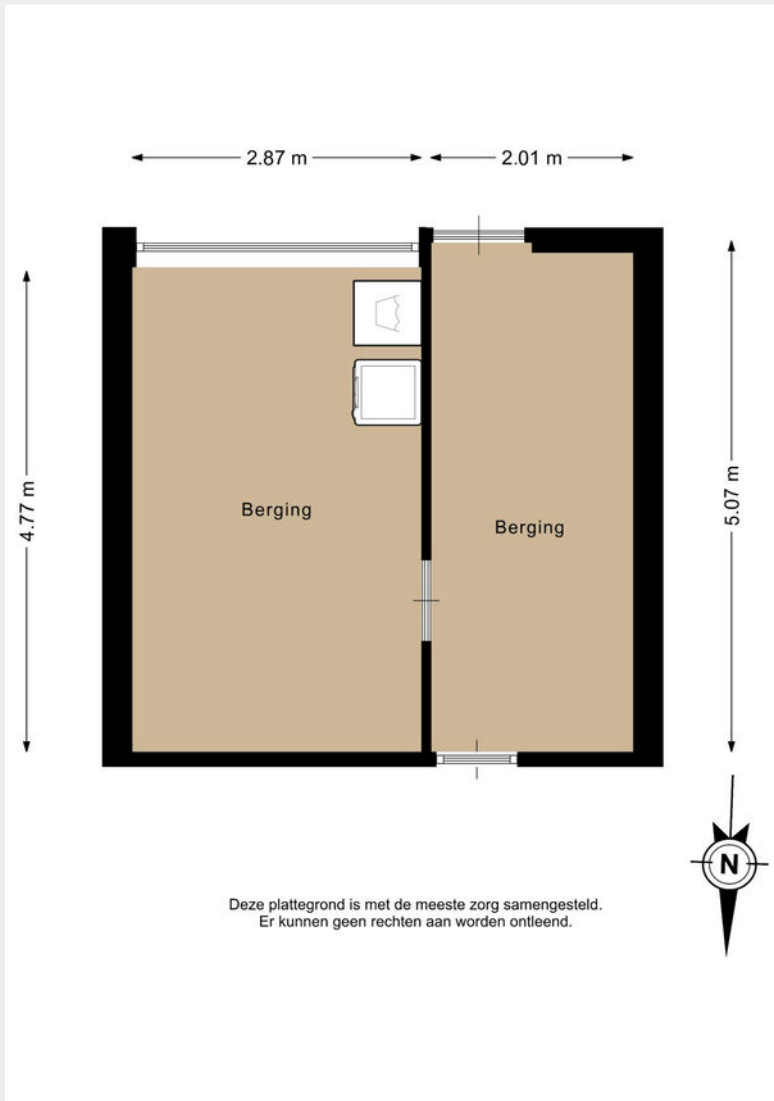 2.87 m
2.01 m
4.77 m
5.07 m
Berging
Berging
N
Deze plattegrond is met de meeste zorg samengesteld.
Er kunnen geen rechten aan worden ontleend.